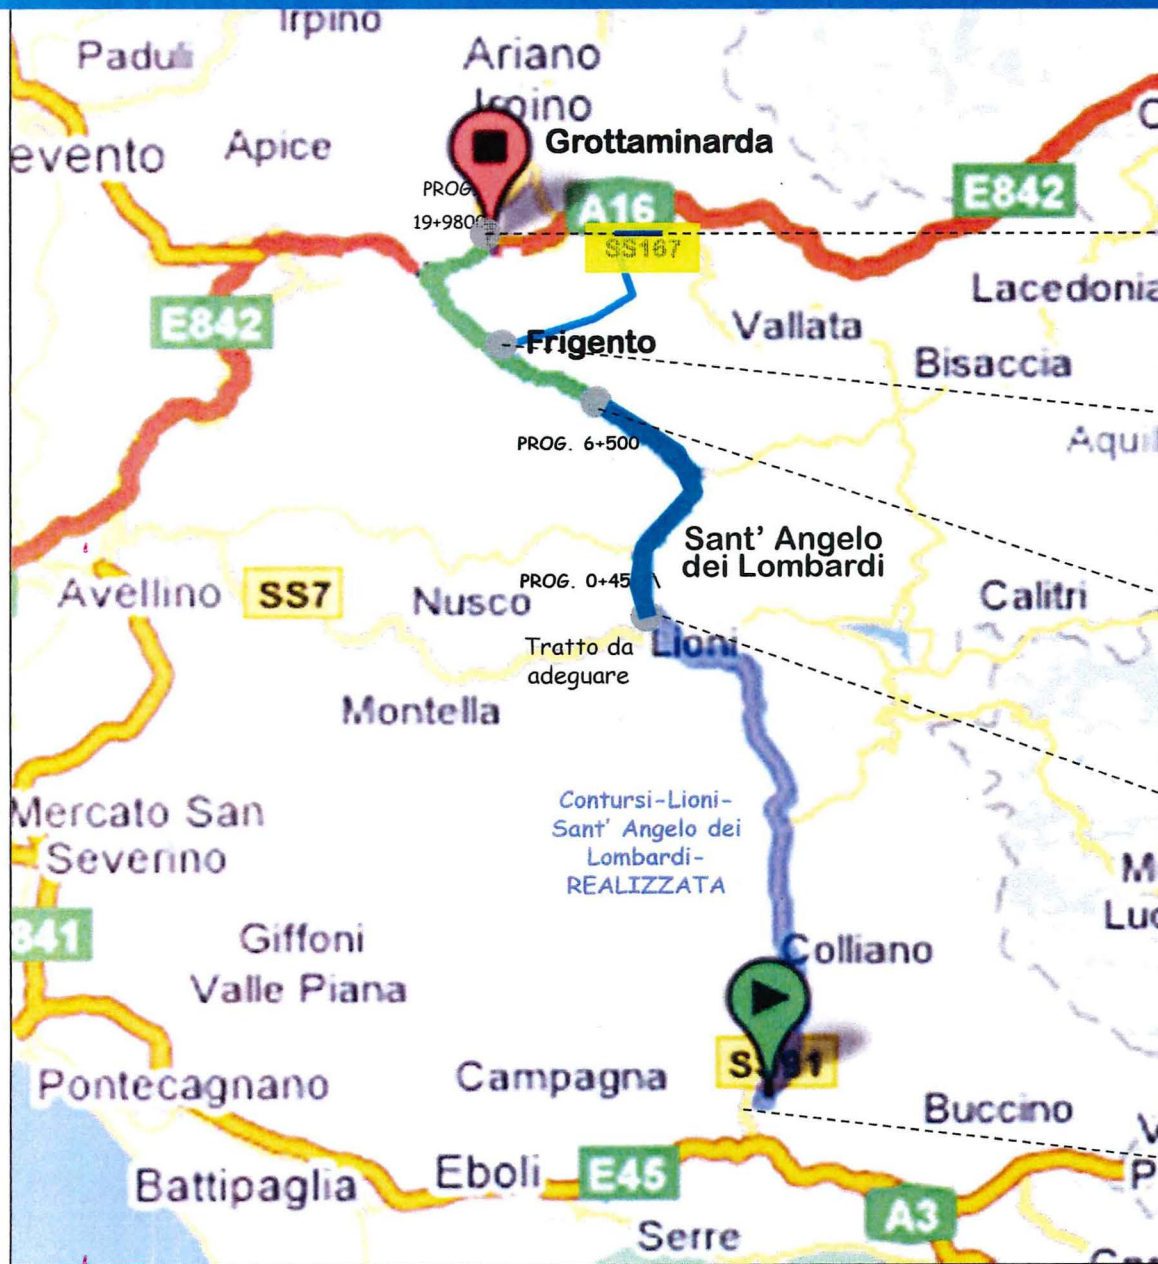 Irpino
Paduli
Ariano
Irpino
evento
Apice
Grottaminarda
PROG.
19+980
A16
E842
SS167
Lacedonia
E842
Vallata
Frigento
Bisaccia
PROG. 6+500
Aquil
Sant' Angelo
dei Lombardi
Avellino
SS7
Nusco
PROG. 0+45
Calitri
Tratto da
adeguare
Lioni
Montella
Contursi-Lioni-
Sant' Angelo dei
Lombardi-
REALIZZATA
Mercato San
Severino
M
Luc
841
Giffoni
Valle Piana
Colliano
SS91
Campagna
Pontecagnano
Buccino
Eboli
E45
Battipaglia
A3
P
Serre